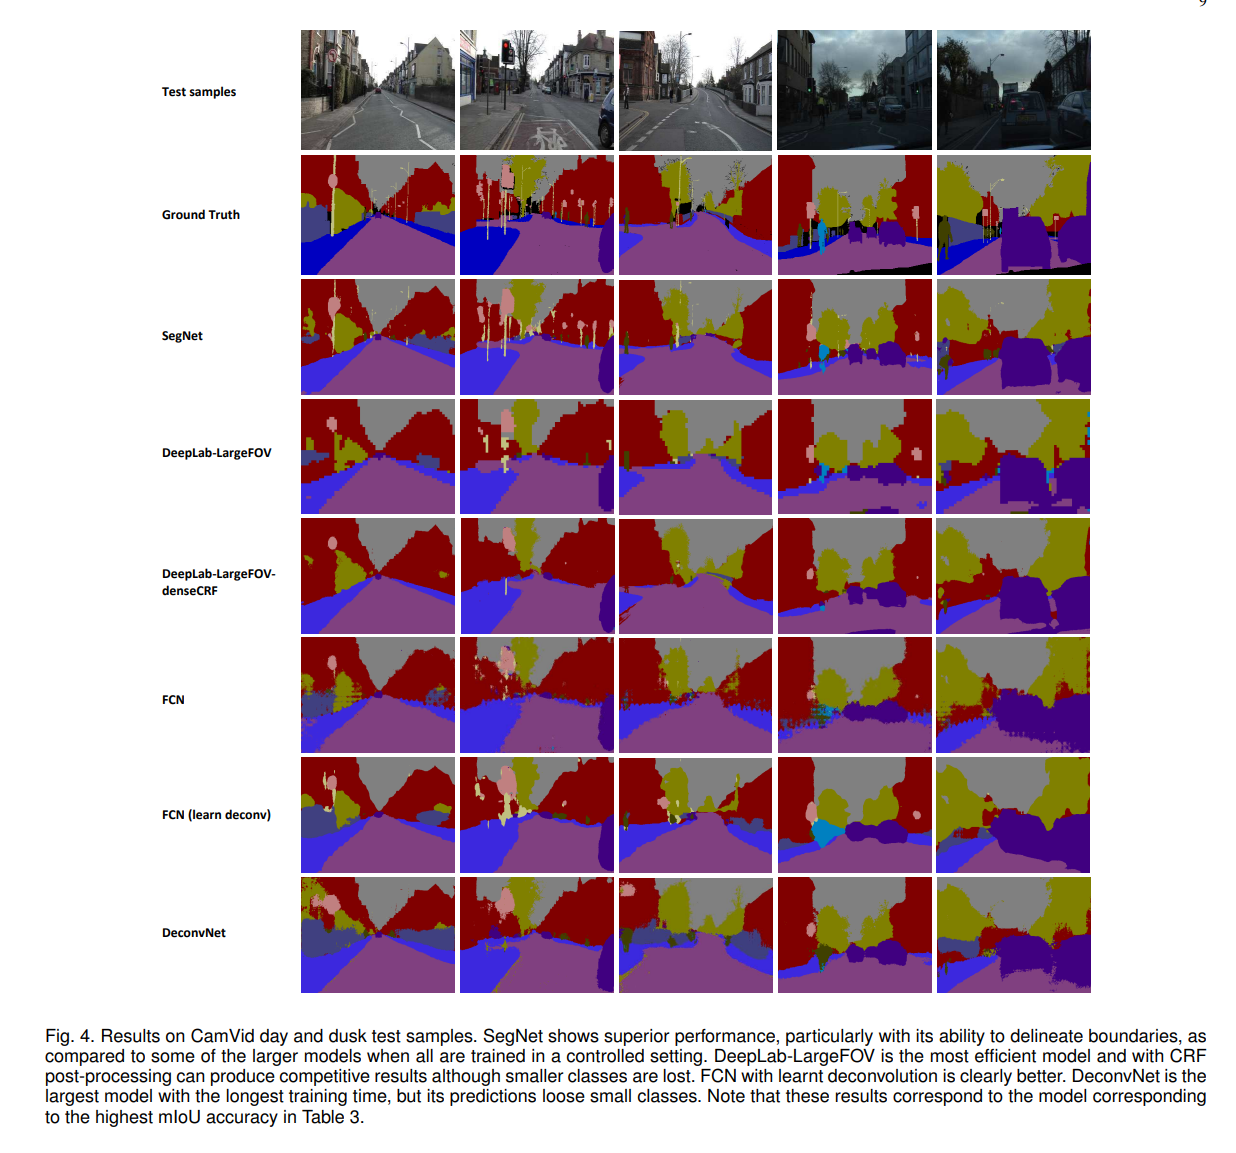 9
Test samples
Ground Truth
SegNet
DeepLab-LargeFOV
DeepLab-LargeFOV-
denseCRF
FCN
FCN (learn deconv)
DeconvNet
Fig. 4. Results on CamVid day and dusk test samples. SegNet shows superior performance, particularly with its ability to delineate boundaries, as
compared to some of the larger models when all are trained in a controlled setting. DeepLab-LargeFOV is the most efficient model and with CRF
post-processing can produce competitive results although smaller classes are lost. FCN with learnt deconvolution is clearly better. DeconvNet is the
largest model with the longest training time, but its predictions loose small classes. Note that these results correspond to the model corresponding
to the highest mIoU accuracy in Table 3.